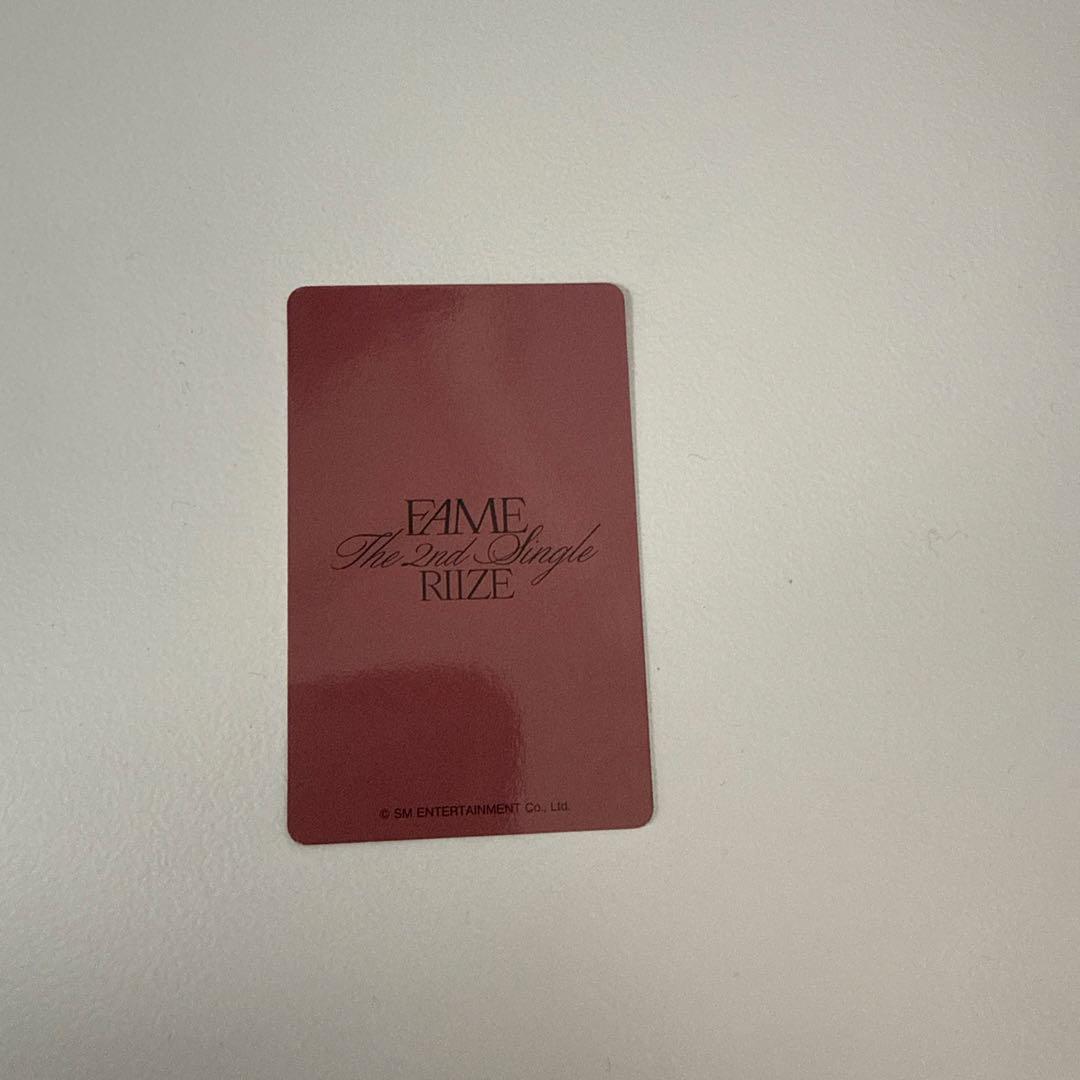 FAME
The 2nd Single
RIIZE
© SM ENTERTAINMENT Co., Ltd.